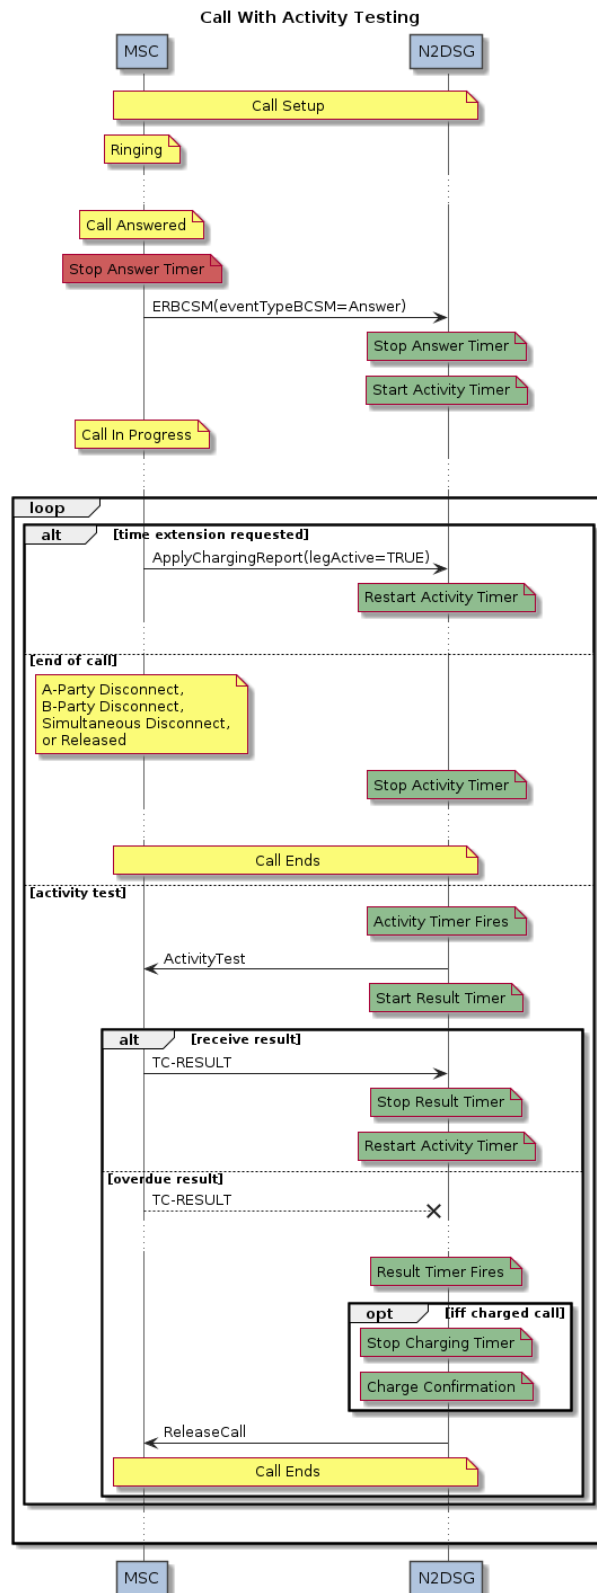 Call With Activity Testing
MSC
N2DSG
Call Setup
Ringing
Call Answered
Stop Answer Timer
ERBCSM(eventTypeBCSM=Answer)
Stop Answer Timer
Start Activity Timer
Call In Progress
loop
alt [time extension requested]
ApplyChargingReport(legActive=TRUE)
Restart Activity Timer
[end of call]
A-Party Disconnect,
B-Party Disconnect,
Simultaneous Disconnect,
or Released
Stop Activity Timer
Call Ends
[activity test]
Activity Timer Fires
ActivityTest
Start Result Timer
alt [receive result]
TC-RESULT
Stop Result Timer
Restart Activity Timer
[overdue result]
TC-RESULT
Result Timer Fires
opt [iff charged call]
Stop Charging Timer
Charge Confirmation
ReleaseCall
Call Ends
MSC
N2DSG